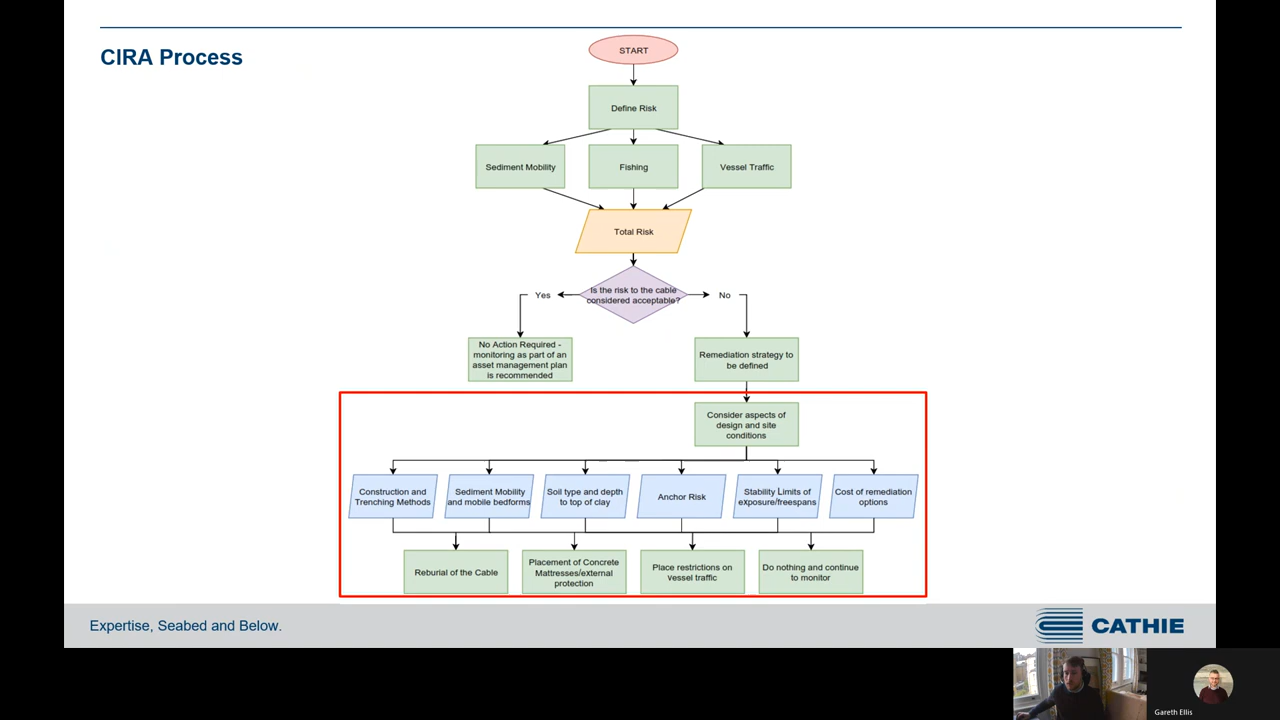 CIRA Process
START
Define Risk
Sediment Mobility
Fishing
Vessel Traffic
Total Risk
Is the risk to the cable
considered acceptable?
Yes
No
No Action Required -
monitoring as part of an
asset management plan
is recommended
Remediation strategy to
be defined
Consider aspects of
design and site
conditions
Construction and
Trenching Methods
Sediment Mobility
and mobile bedforms
Soil type and depth
to top of clay
Anchor Risk
Stability Limits of
exposure/freespans
Cost of remediation
options
Reburial of the Cable
Placement of Concrete
Mattresses/external
protection
Place restrictions on
vessel traffic
Do nothing and continue
to monitor
Expertise, Seabed and Below.
CATHIE
Gareth Ellis